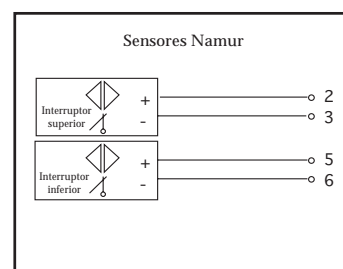 Sensores Namur
Interruptor
superior
+
-
2
3
Interruptor
inferior
+
-
5
6